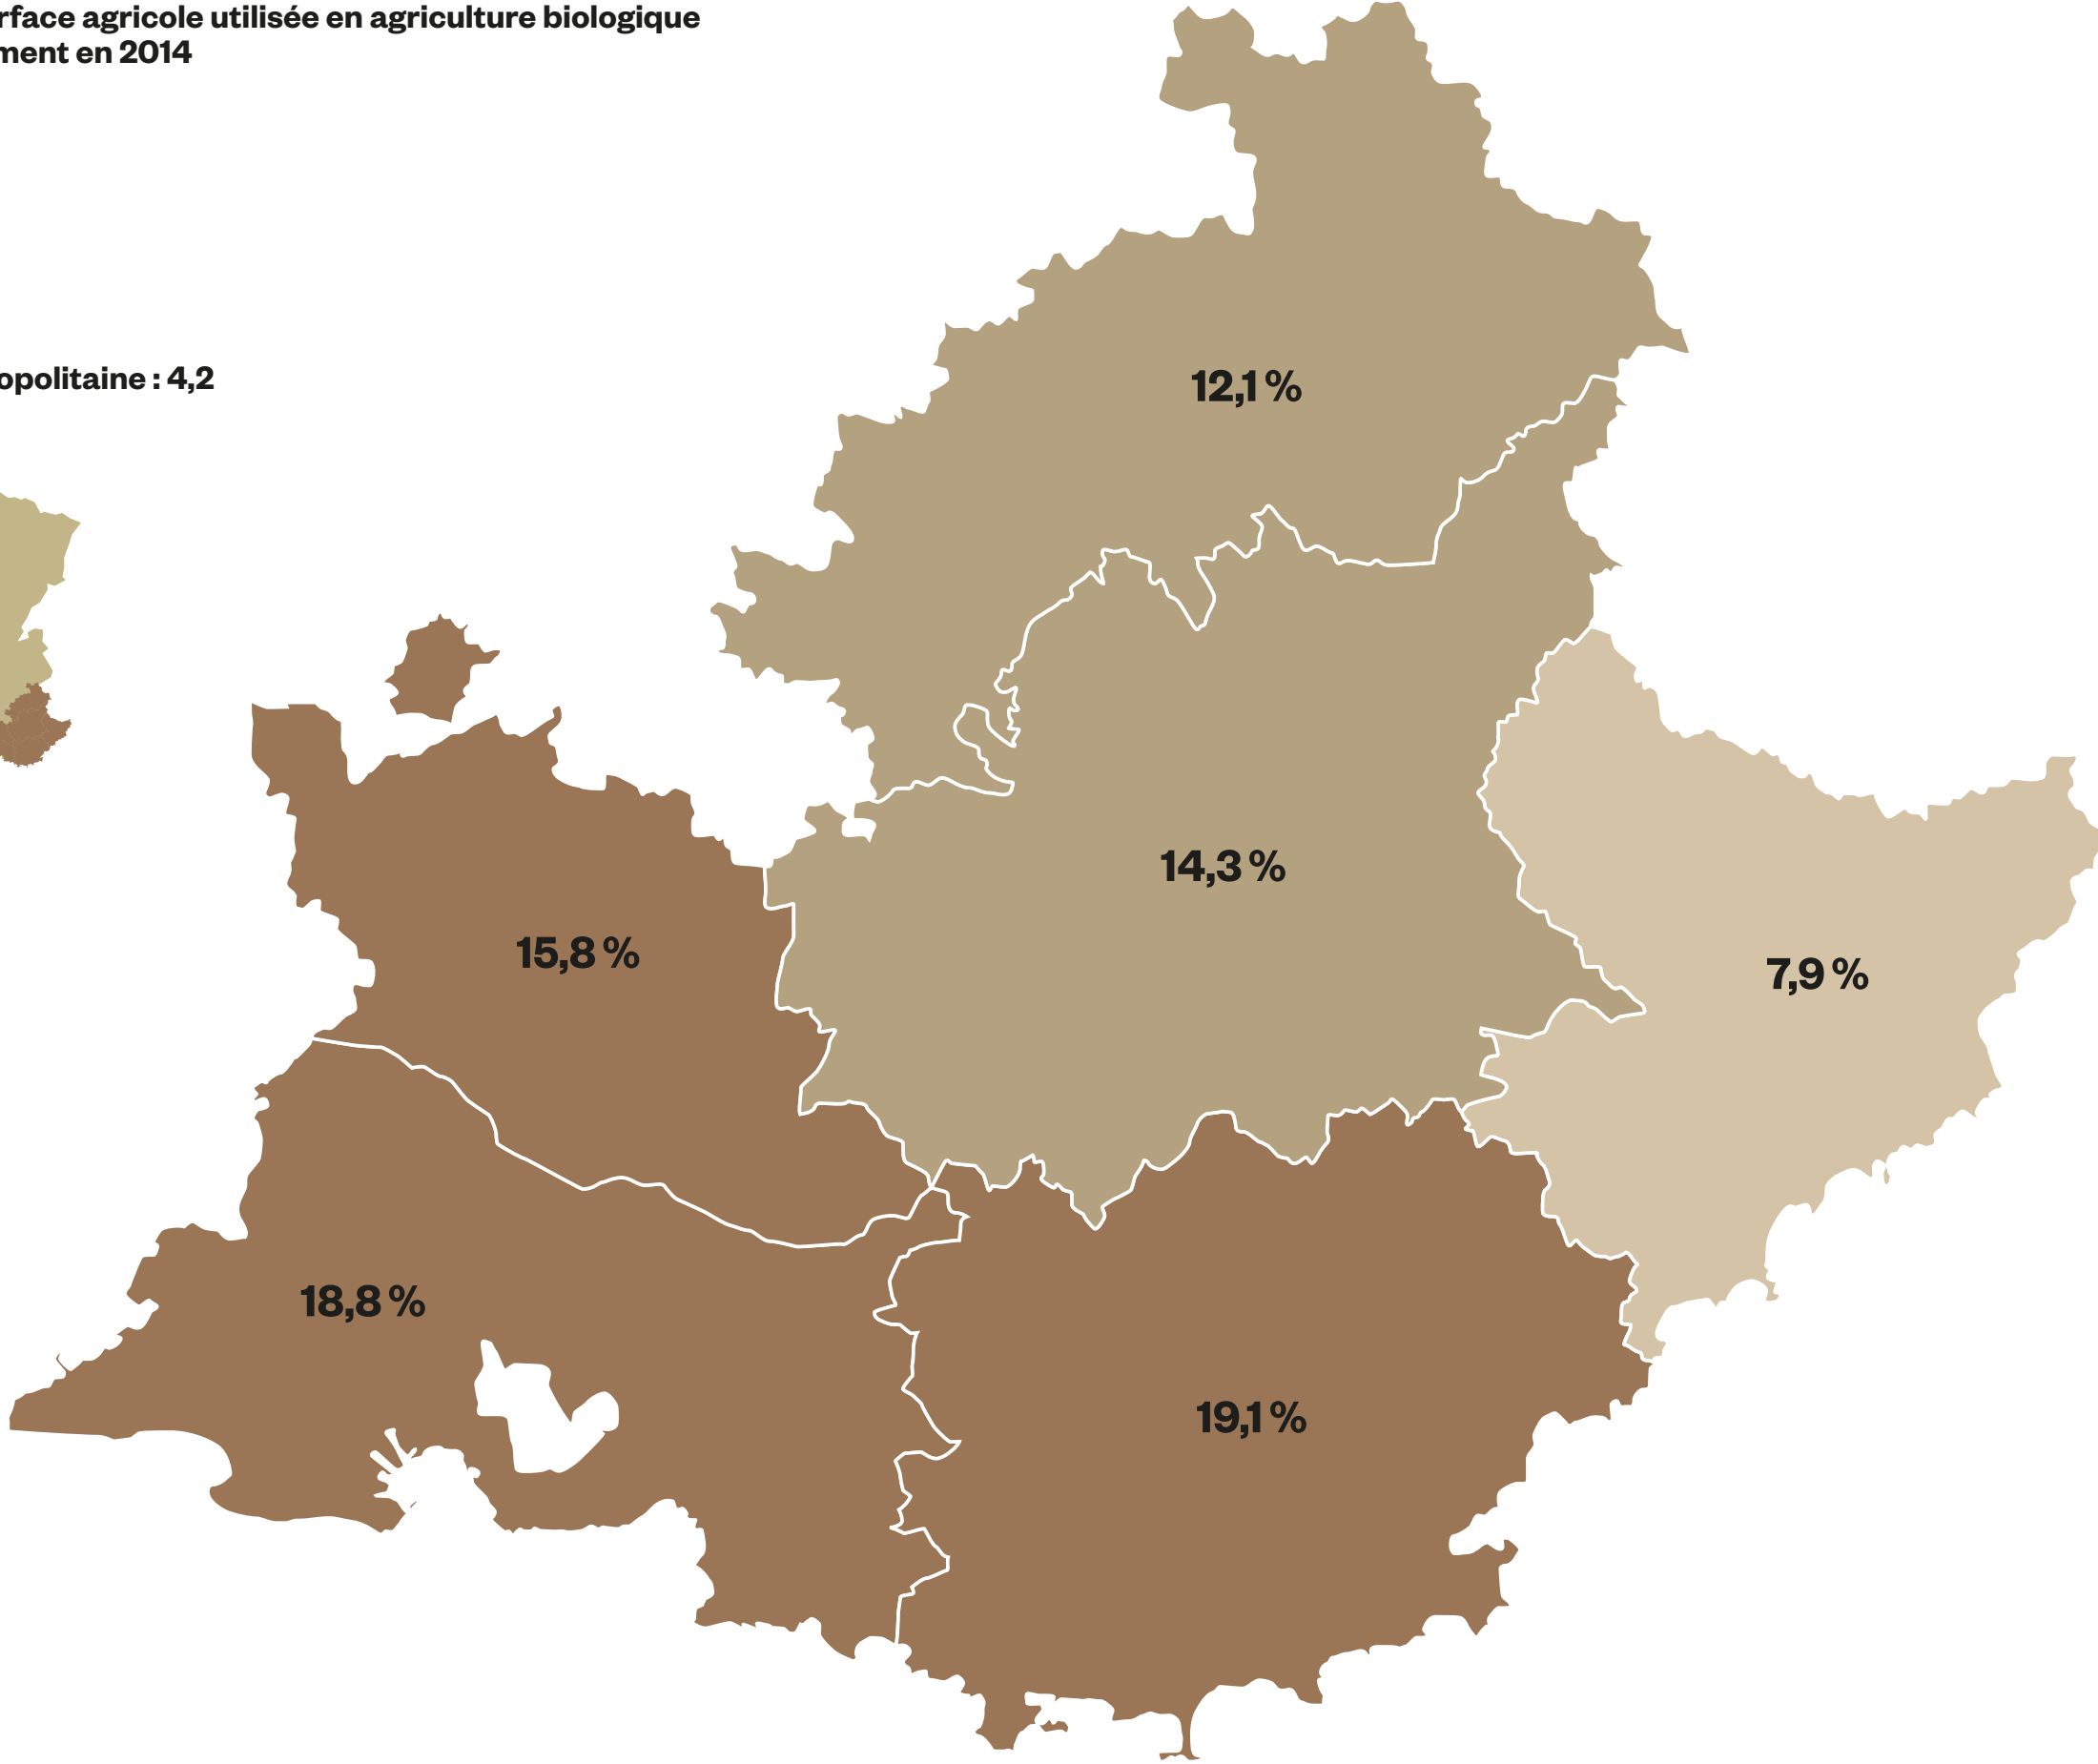 rface agricole utilisée en agriculture biologique
ment en 2014
opolitaine : 4,2
12,1 %
14,3 %
15,8 %
7,9 %
18,8 %
19,1 %